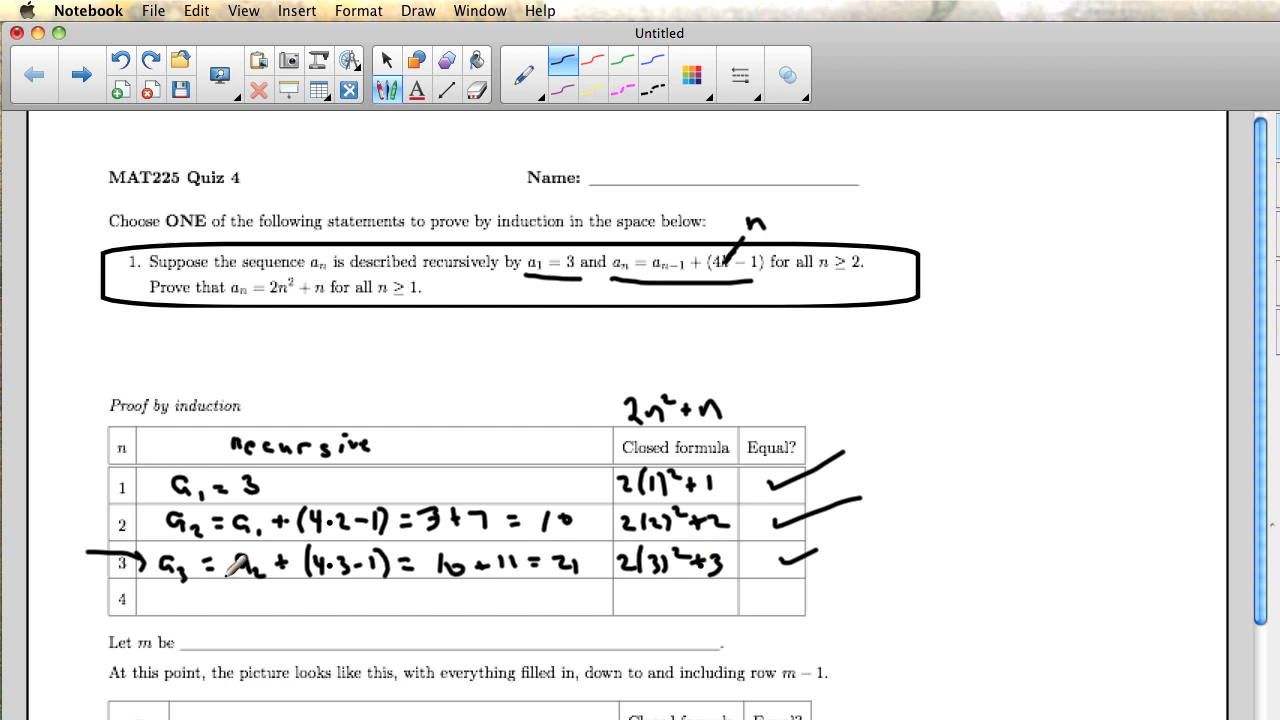 Notebook File Edit View Insert Format Draw Window Help
Untitled
MAT225 Quiz 4 Name:
Choose ONE of the following statements to prove by induction in the space below:
n
1. Suppose the sequence aₙ is described recursively by a₁ = 3 and aₙ = aₙ₋₁ + (4k − 1) for all n ≥ 2.
Prove that aₙ = 2n² + n for all n ≥ 1.
Proof by induction 2n² + n
n recursive Closed formula Equal?
1 a₁ = 3 2(1)² + 1 ✓
2 a₂ = a₁ + (4·2−1) = 3+7 = 10 2(2)² + 2 ✓
3 a₃ = a₂ + (4·3−1) = 10 + 11 = 21 2(3)² + 3 ✓
4
Let m be .
At this point, the picture looks like this, with everything filled in, down to and including row m − 1.
Closed formula Equal?